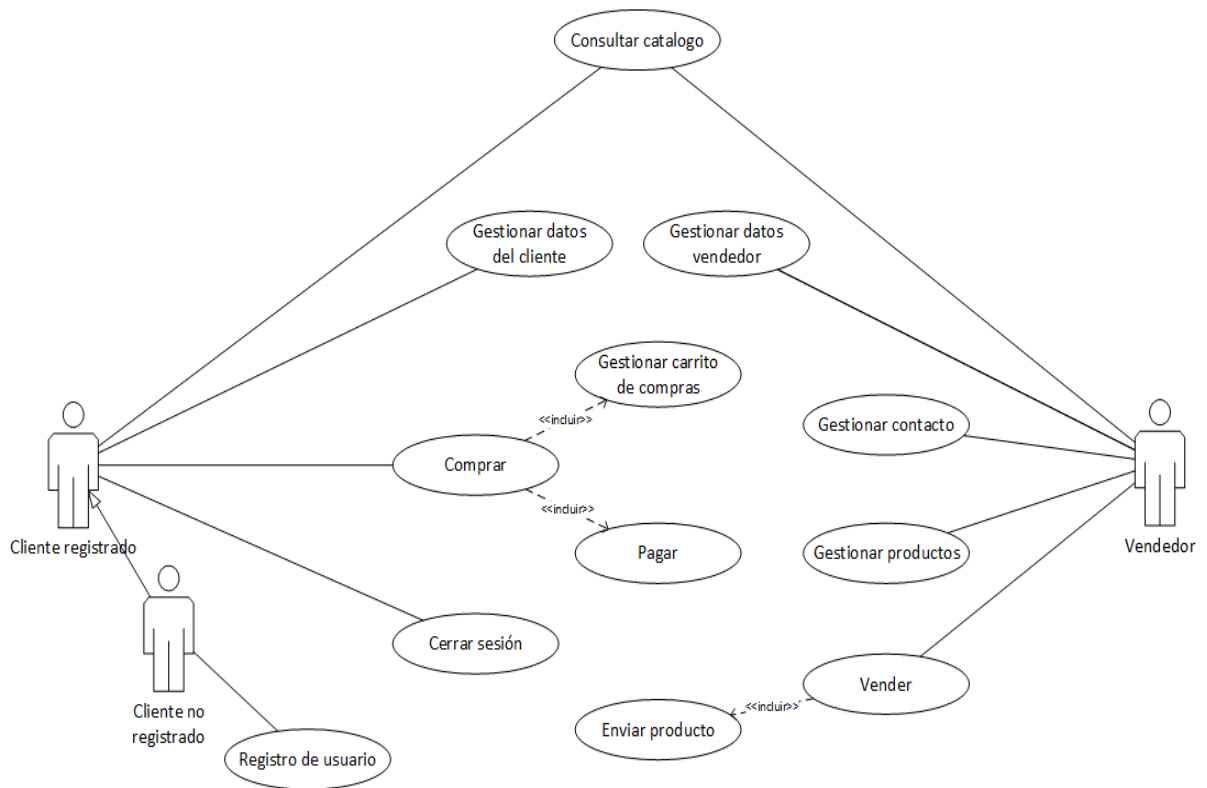 Consultar catalogo
Gestionar datos
del cliente
Gestionar datos
vendedor
Gestionar carrito
de compras
<<incluir>>
Gestionar contacto
Comprar
<<incluir>>
Cliente registrado
Pagar
Gestionar productos
Vendedor
Cerrar sesión
Vender
Cliente no
registrado
<<incluir>>
Enviar producto
Registro de usuario